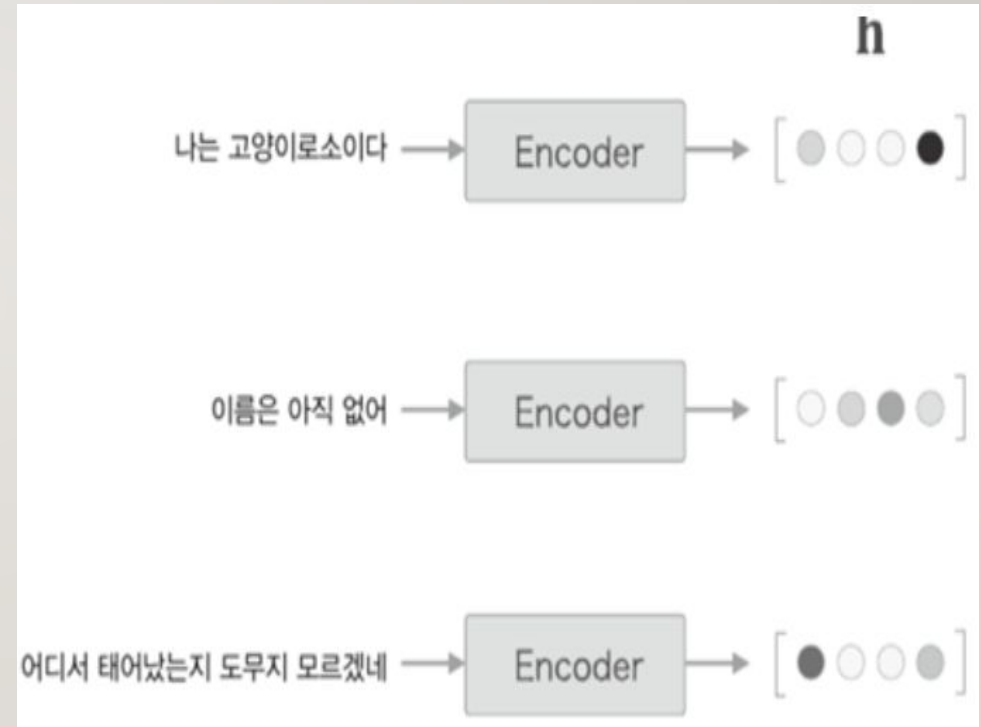 h
나는 고양이로소이다 Encoder
이름은 아직 없어 Encoder
어디서 태어났는지 도무지 모르겠네 Encoder